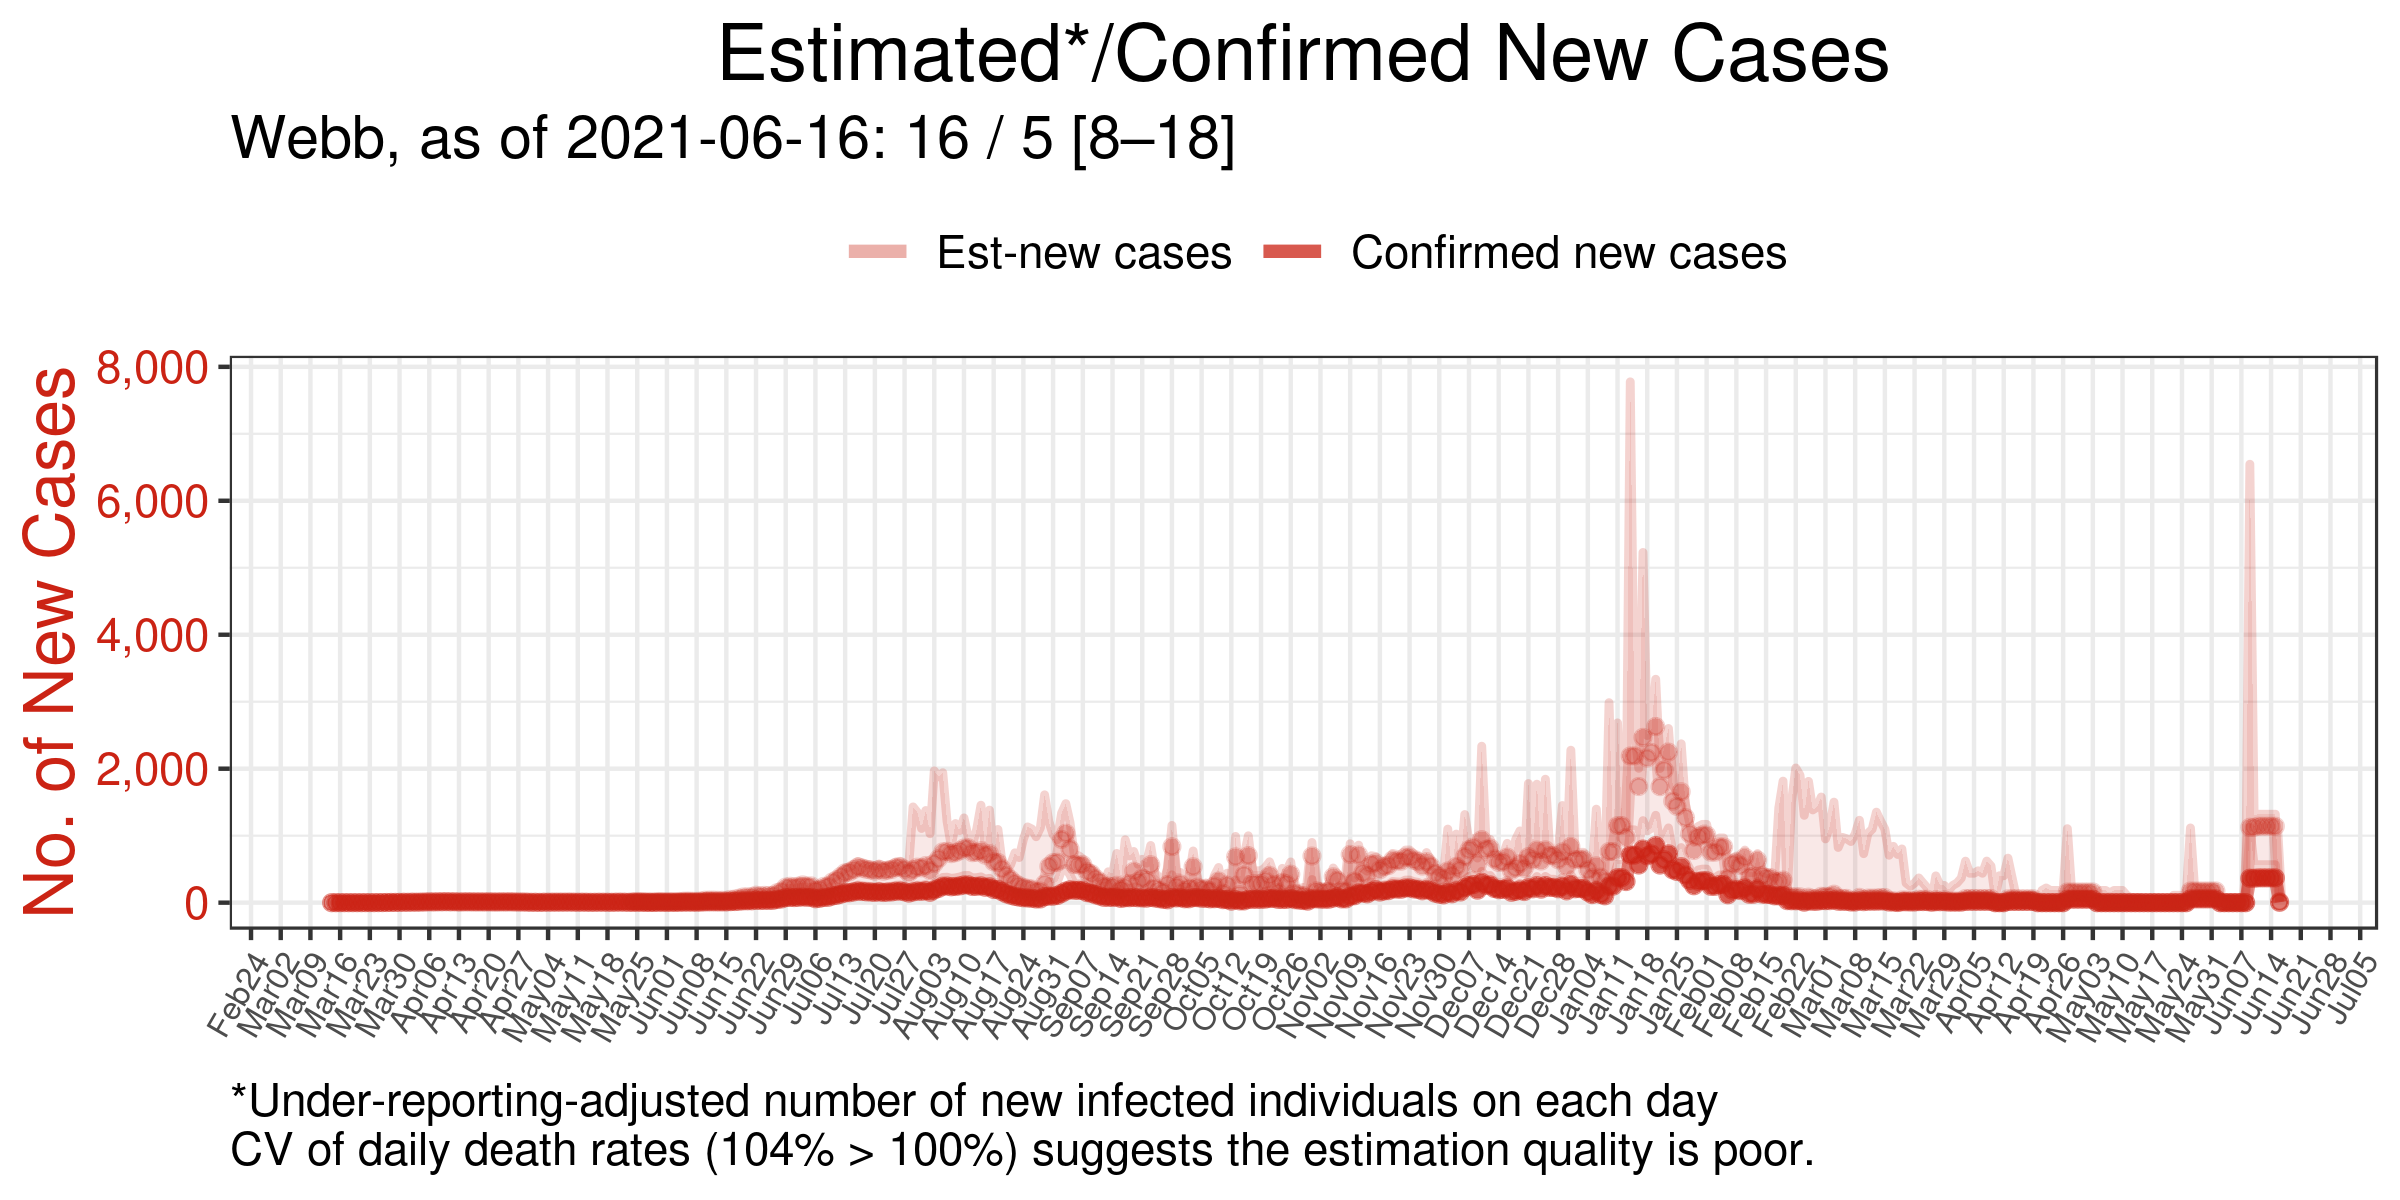 Estimated*/Confirmed New Cases
Webb, as of 2021-06-16: 16 / 5 [8–18]
Est-new cases Confirmed new cases
No. of New Cases
8,000
6,000
4,000
2,000
0
Feb24 Mar02 Mar09 Mar16 Mar23 Mar30 Apr06 Apr13 Apr20 Apr27 May04 May11 May18 May25 Jun01 Jun08 Jun15 Jun22 Jun29 Jul06 Jul13 Jul20 Jul27 Aug03 Aug10 Aug17 Aug24 Aug31 Sep07 Sep14 Sep21 Sep28 Oct05 Oct12 Oct19 Oct26 Nov02 Nov09 Nov16 Nov23 Nov30 Dec07 Dec14 Dec21 Dec28 Jan04 Jan11 Jan18 Jan25 Feb01 Feb08 Feb15 Feb22 Mar01 Mar08 Mar15 Mar22 Mar29 Apr05 Apr12 Apr19 Apr26 May03 May10 May17 May24 May31 Jun07 Jun14 Jun21 Jun28 Jul05
*Under-reporting-adjusted number of new infected individuals on each day
CV of daily death rates (104% > 100%) suggests the estimation quality is poor.